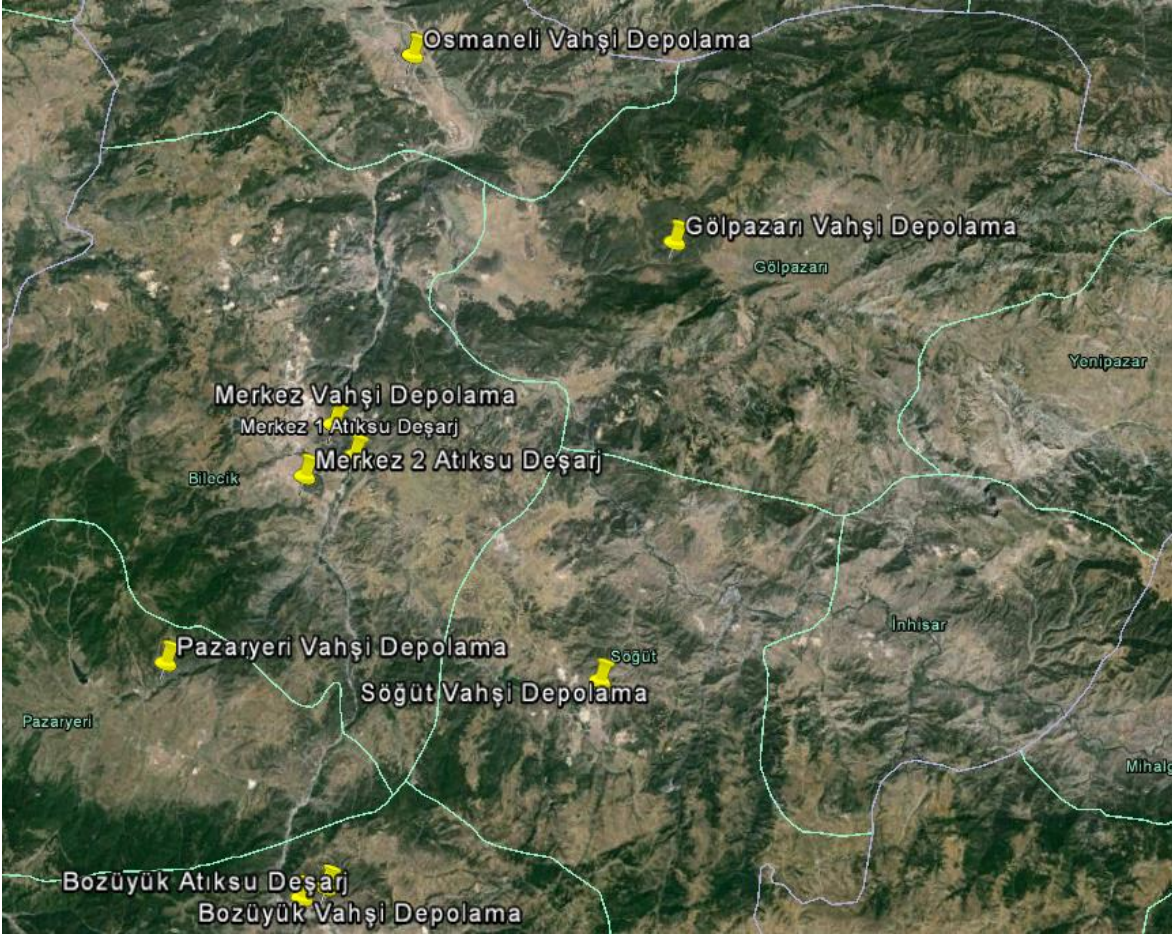 Osmaneli Vahşi Depolama
Gölpazarı Vahşi Depolama
Gölpazarı
Yenipazar
Merkez Vahşi Depolama
Merkez 1 Atıksu Deşarj
Merkez 2 Atıksu Deşarj
Bilecik
İnhisar
Pazaryeri Vahşi Depolama
Söğüt
Söğüt Vahşi Depolama
Pazaryeri
Mihalg
Bozüyük Atıksu Deşarj
Bozüyük Vahşi Depolama